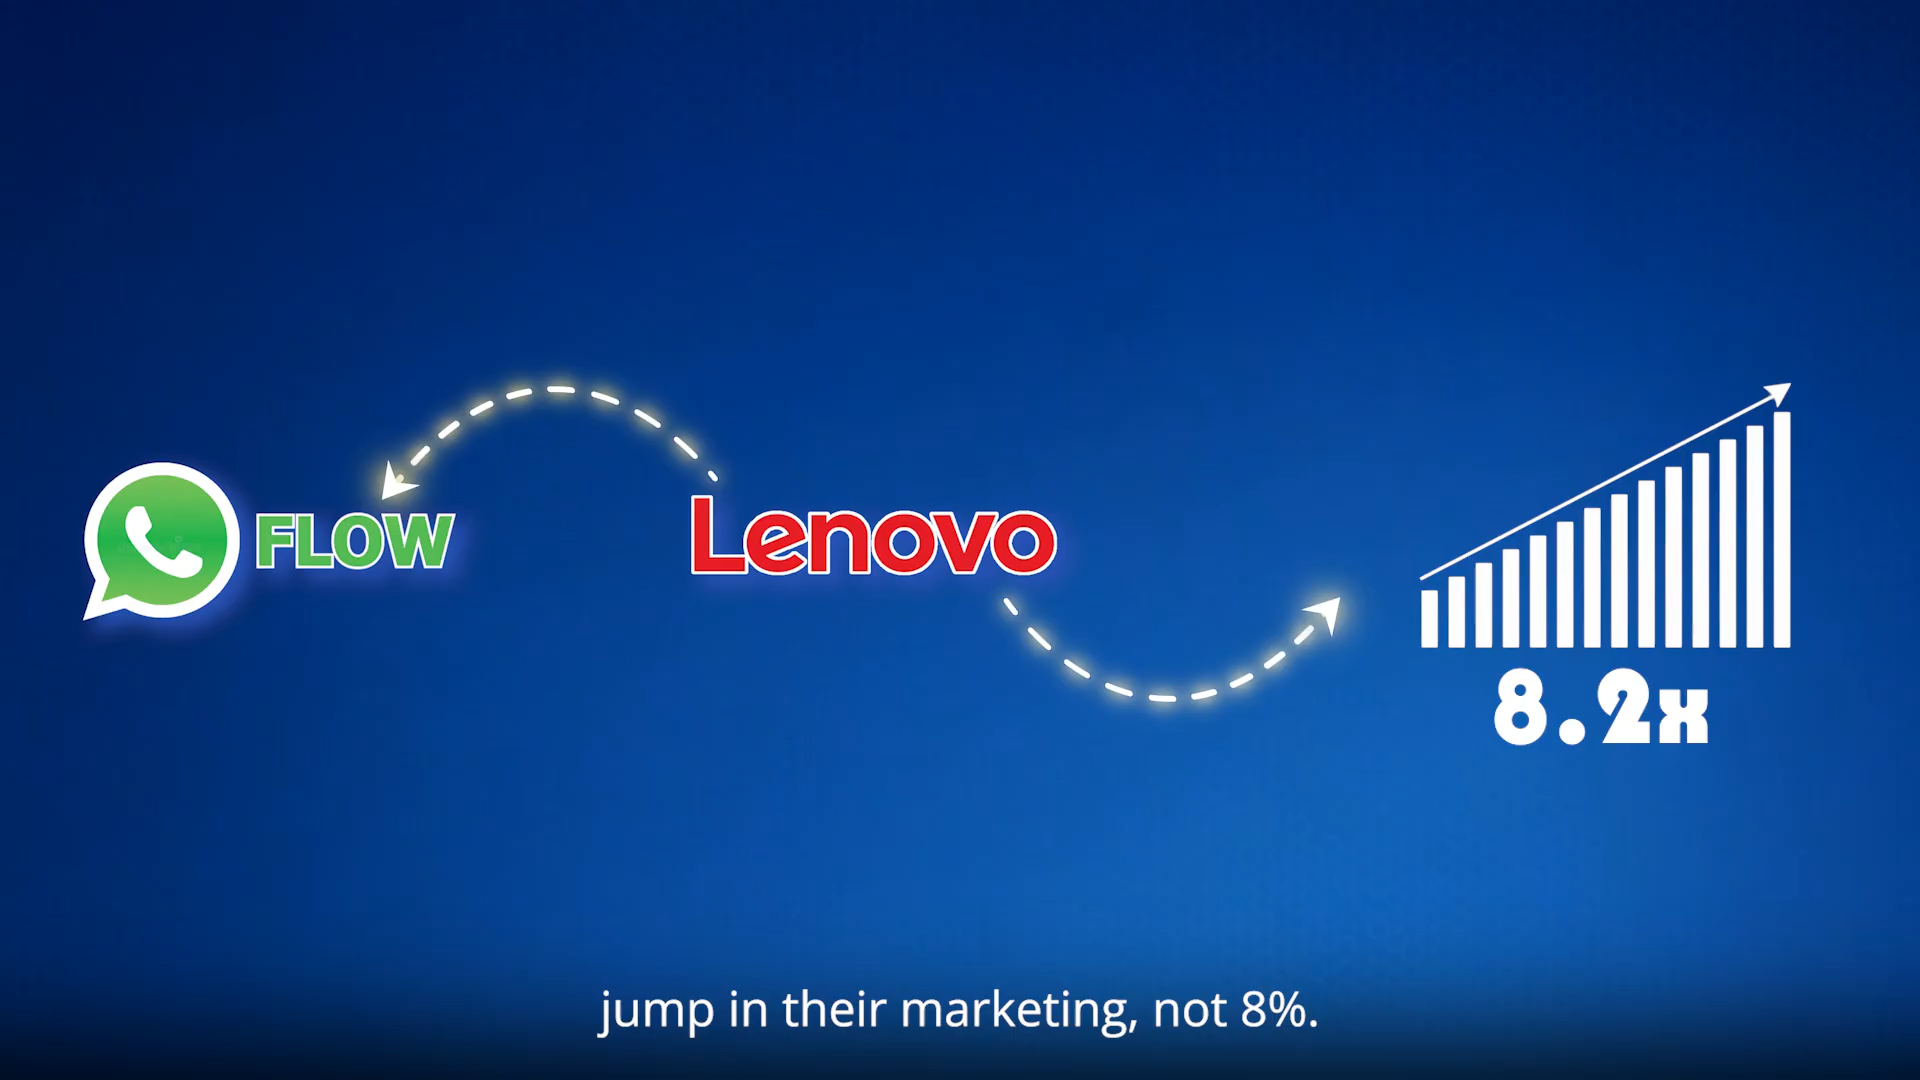 FLOW
Lenovo
8.2x
jump in their marketing, not 8%.